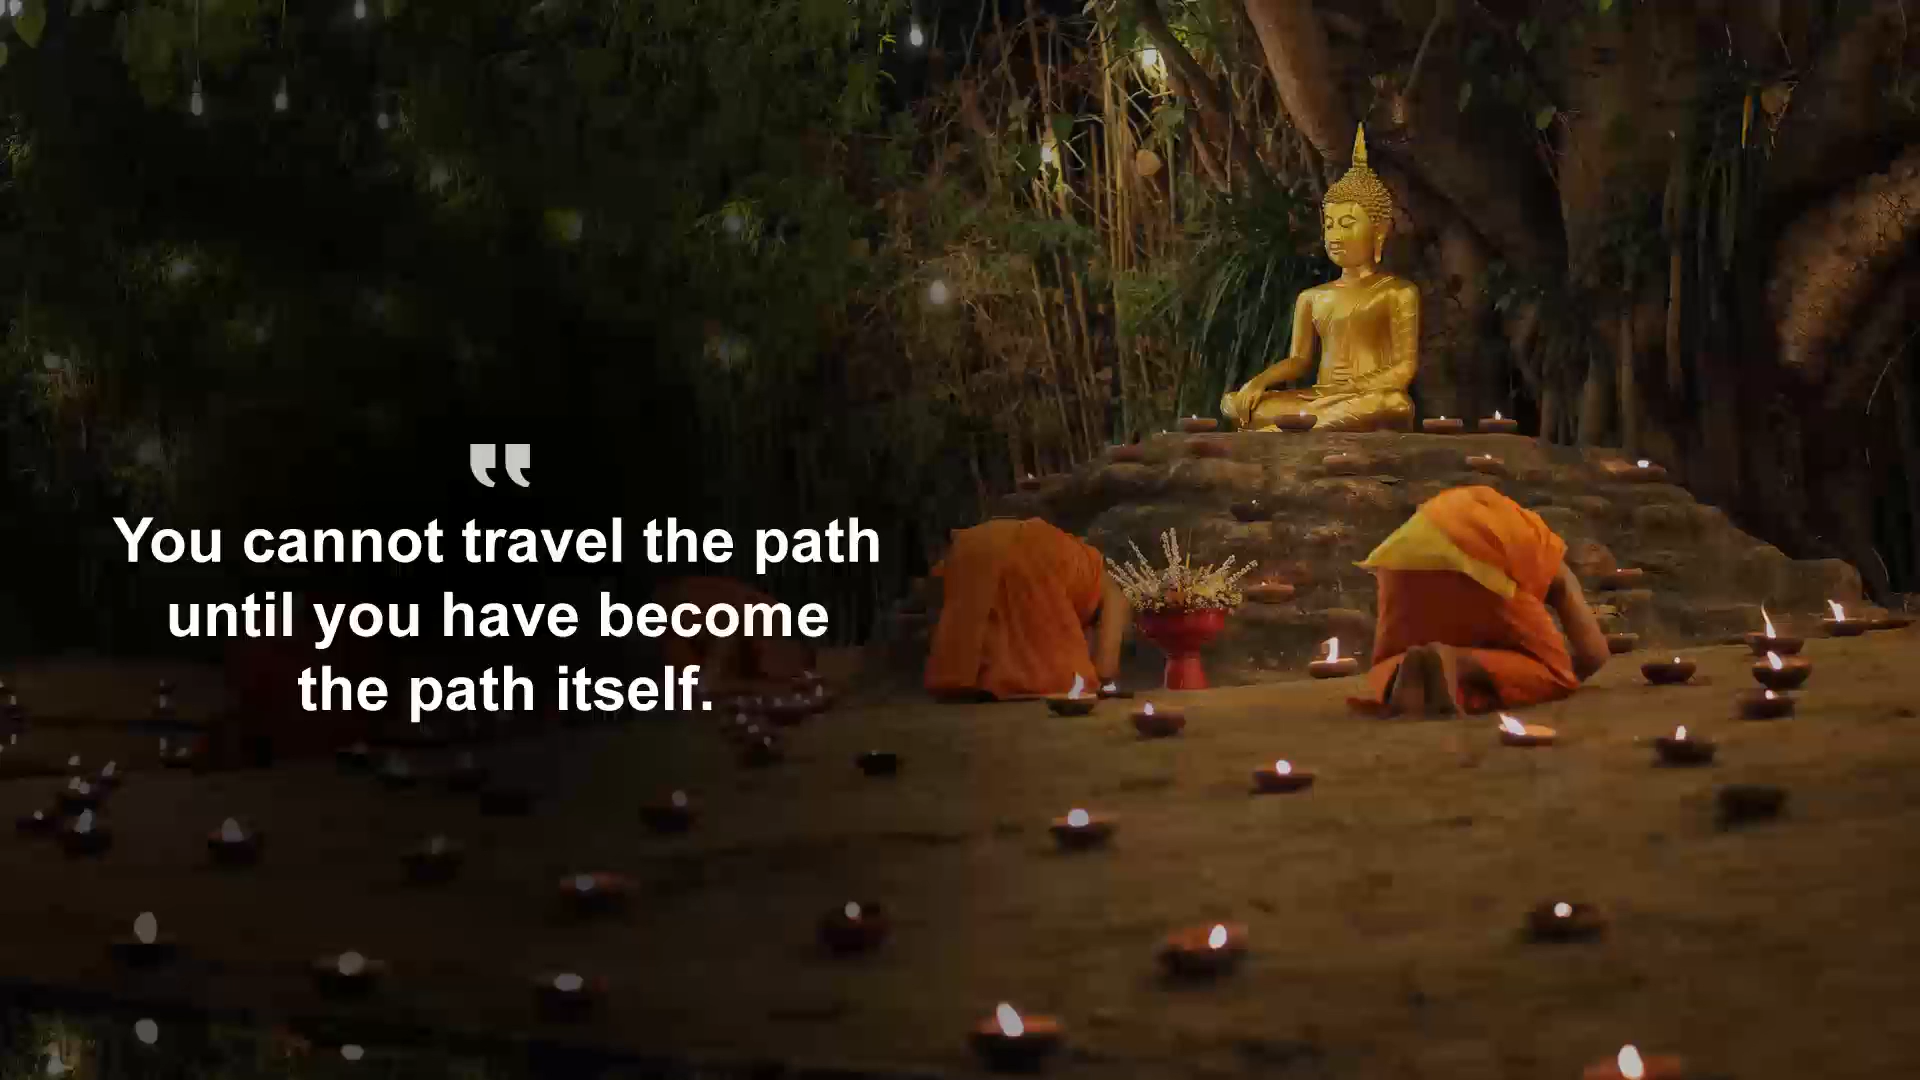 "
You cannot travel the path
until you have become
the path itself.